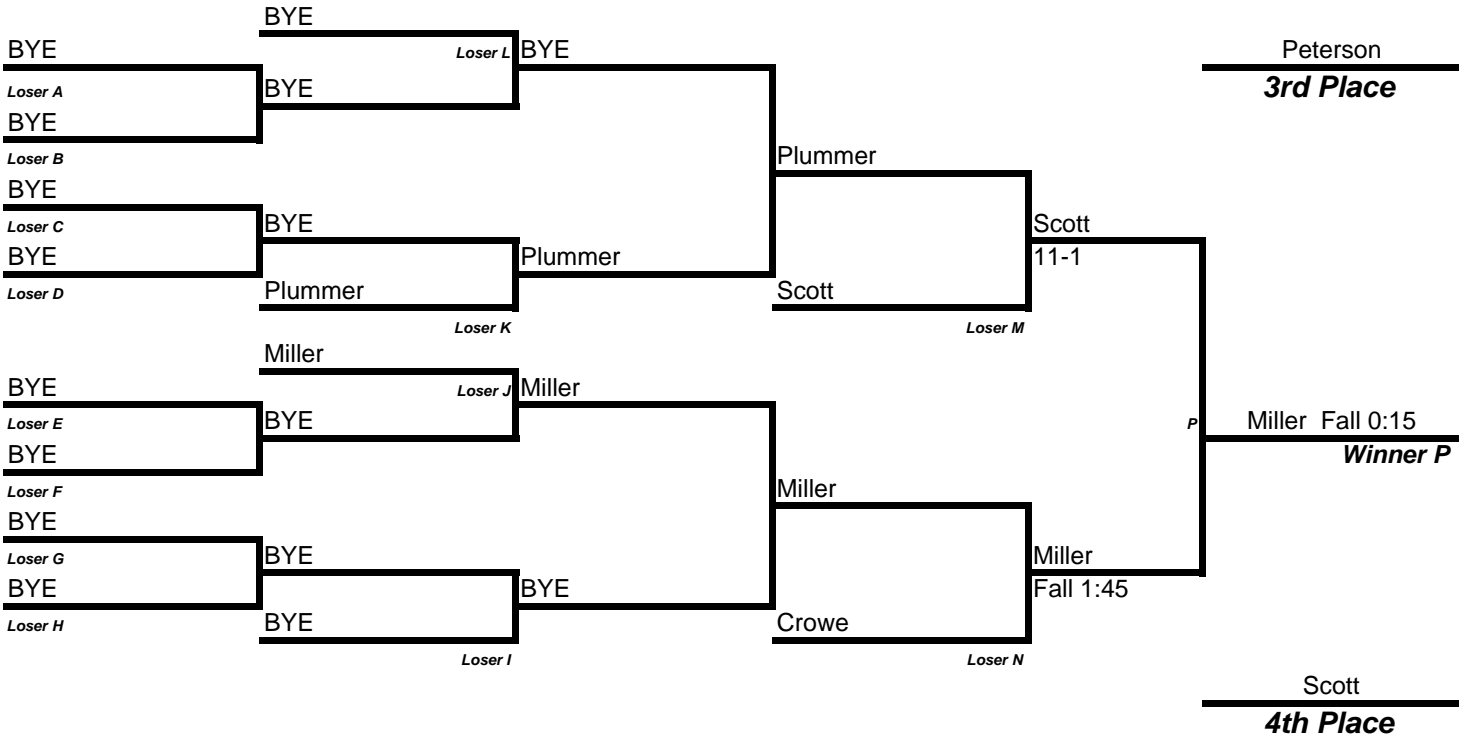 BYE
BYE
Loser L
BYE
Peterson
Loser A
BYE
3rd Place
BYE
Loser B
Plummer
BYE
Loser C
BYE
Scott
BYE
Plummer
11-1
Loser D
Plummer
Scott
Loser K
Loser M
Miller
BYE
Loser J
Miller
Loser E
BYE
P
Miller Fall 0:15
BYE
Winner P
Loser F
Miller
BYE
Loser G
BYE
Miller
BYE
BYE
Fall 1:45
Loser H
BYE
Crowe
Loser I
Loser N
Scott
4th Place